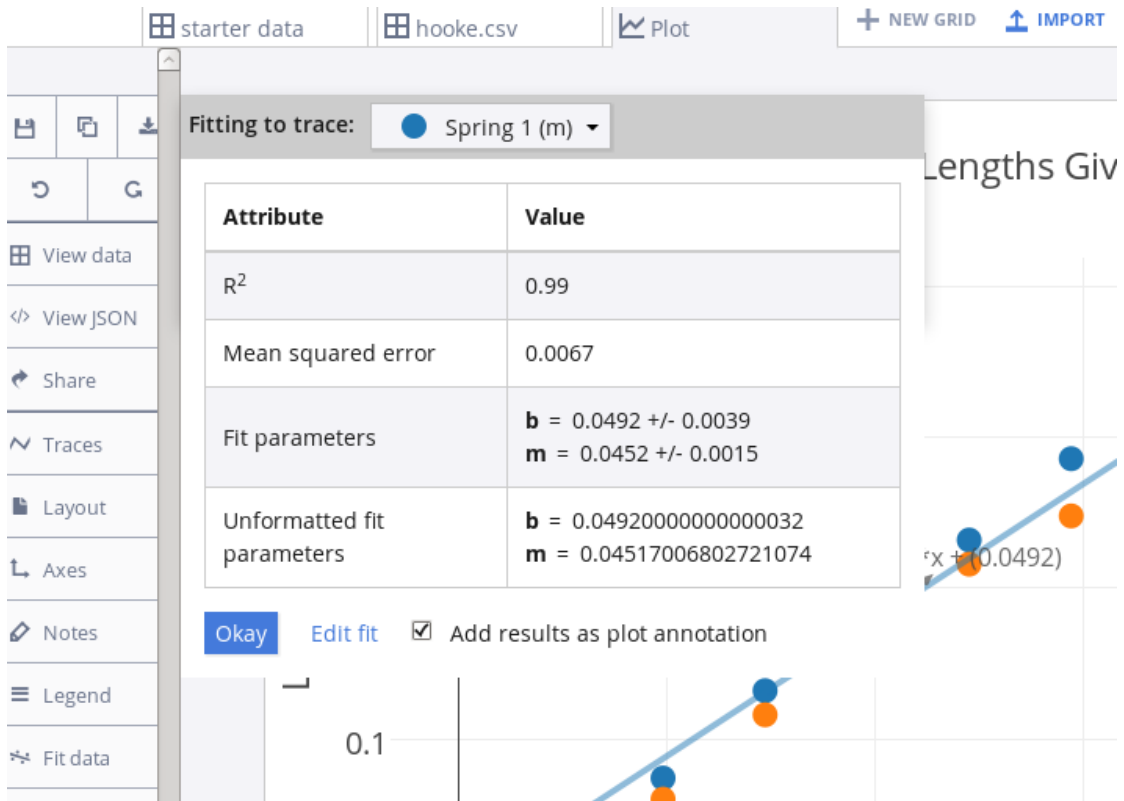 starter data
hooke.csv
Plot
NEW GRID
IMPORT
Fitting to trace:
Spring 1 (m)
Lengths Giv
Attribute
Value
R²
0.99
Mean squared error
0.0067
Fit parameters
b = 0.0492 +/- 0.0039
m = 0.0452 +/- 0.0015
Unformatted fit
parameters
b = 0.04920000000000032
m = 0.04517006802721074
Okay
Edit fit
Add results as plot annotation
View data
</> View JSON
Share
Traces
Layout
Axes
Notes
Legend
Fit data
*x + (0.0492)
0.1